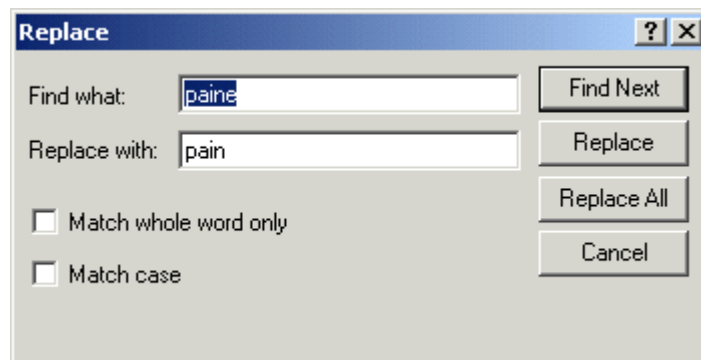 Replace
Find what: paine Find Next
Replace with: pain Replace
Replace All
Match whole word only
Cancel
Match case